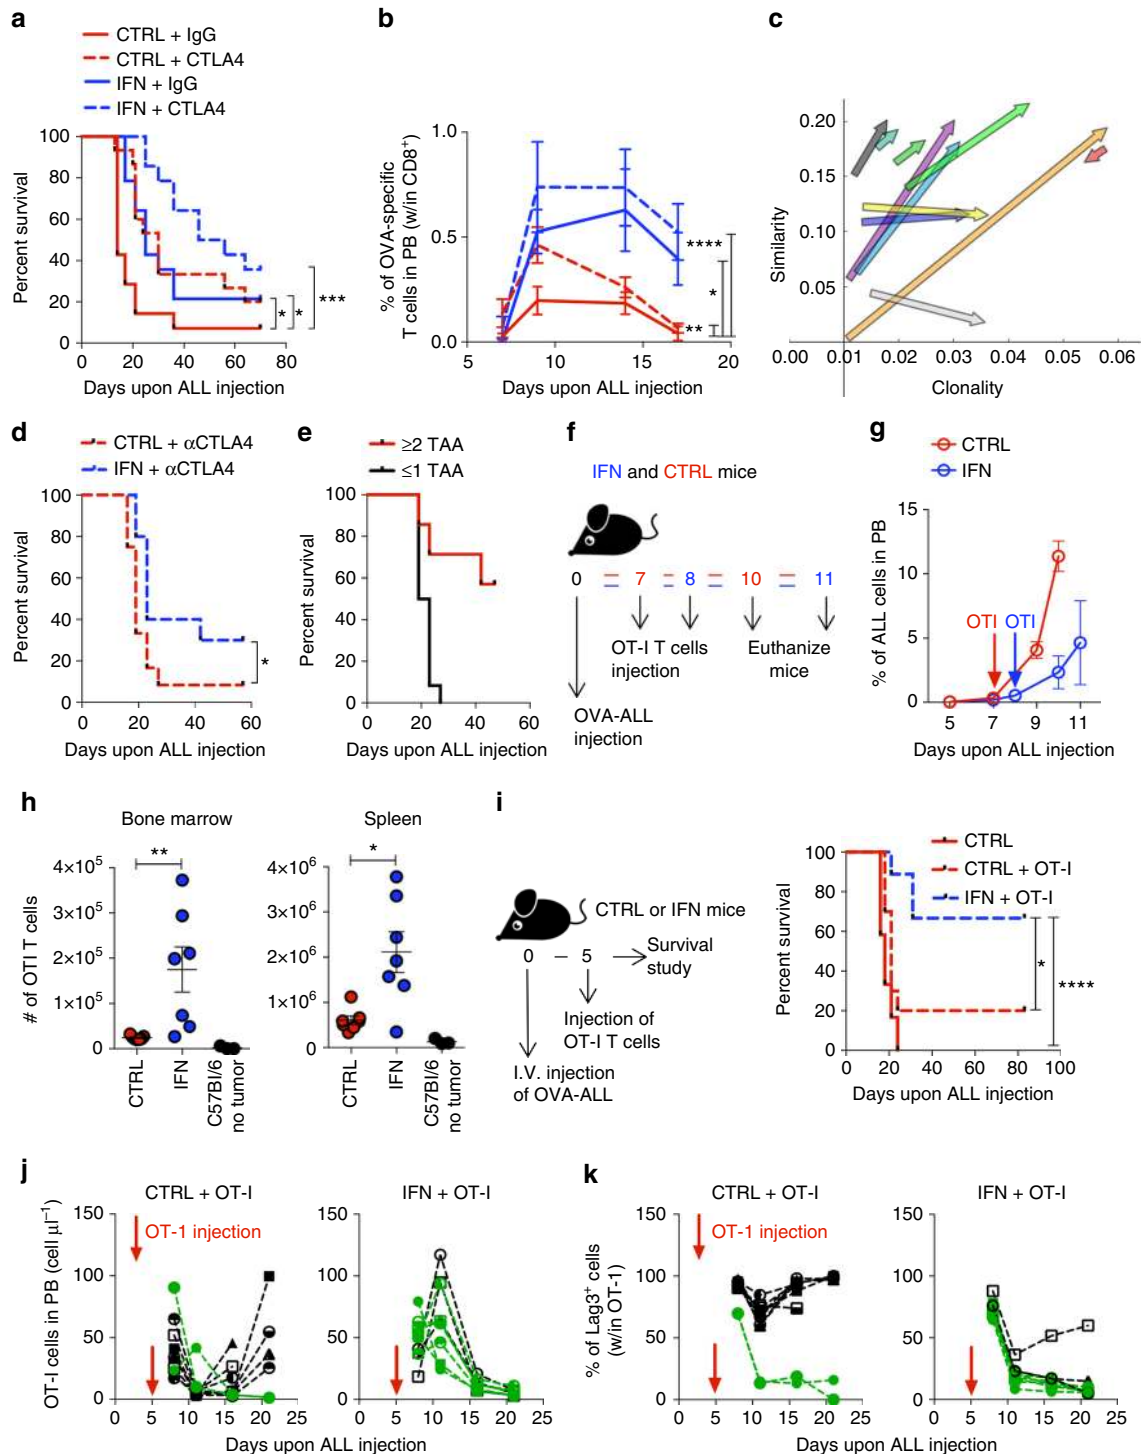 a
CTRL + IgG
CTRL + CTLA4
IFN + IgG
IFN + CTLA4
Percent survival
100
80
60
40
20
0
0 20 40 60 80
Days upon ALL injection
*
*
***
b
% of OVA-specific
T cells in PB (w/in CD8⁺)
1.0
0.5
0.0
5 10 15 20
Days upon ALL injection
****
*
**
c
Similarity
0.20
0.15
0.10
0.05
0.00 0.01 0.02 0.03 0.04 0.05 0.06
Clonality
d
CTRL + αCTLA4
IFN + αCTLA4
Percent survival
100
80
60
40
20
0
0 20 40 60
Days upon ALL injection
*
e
≥2 TAA
≤1 TAA
Percent survival
100
80
60
40
20
0
0 20 40 60
Days upon ALL injection
f
IFN and CTRL mice
0 7 8 10 11
OT-I T cells
injection
Euthanize
mice
OVA-ALL
injection
g
CTRL
IFN
% of ALL cells in PB
15
10
5
0
OTI OTI
5 7 9 11
Days upon ALL injection
h
Bone marrow
# of OTI T cells
4×10⁵
3×10⁵
2×10⁵
1×10⁵
0
**
CTRL
IFN
C57Bl/6
no tumor
Spleen
4×10⁶
3×10⁶
2×10⁶
1×10⁶
0
*
CTRL
IFN
C57Bl/6
no tumor
i
CTRL or IFN mice
0 – 5
Survival
study
Injection of
OT-I T cells
I.V. injection
of OVA-ALL
CTRL
CTRL + OT-I
IFN + OT-I
Percent survival
100
80
60
40
20
0
0 20 40 60 80 100
Days upon ALL injection
*
****
j
CTRL + OT-I
IFN + OT-I
OT-1 injection
OT-I cells in PB (cell µl⁻¹)
150
100
50
0
0 5 10 15 20 25
150
100
50
0
0 5 10 15 20 25
Days upon ALL injection
k
CTRL + OT-I
IFN + OT-I
OT-1 injection
% of Lag3⁺ cells
(w/in OT-1)
150
100
50
0
0 5 10 15 20 25
150
100
50
0
0 5 10 15 20 25
Days upon ALL injection